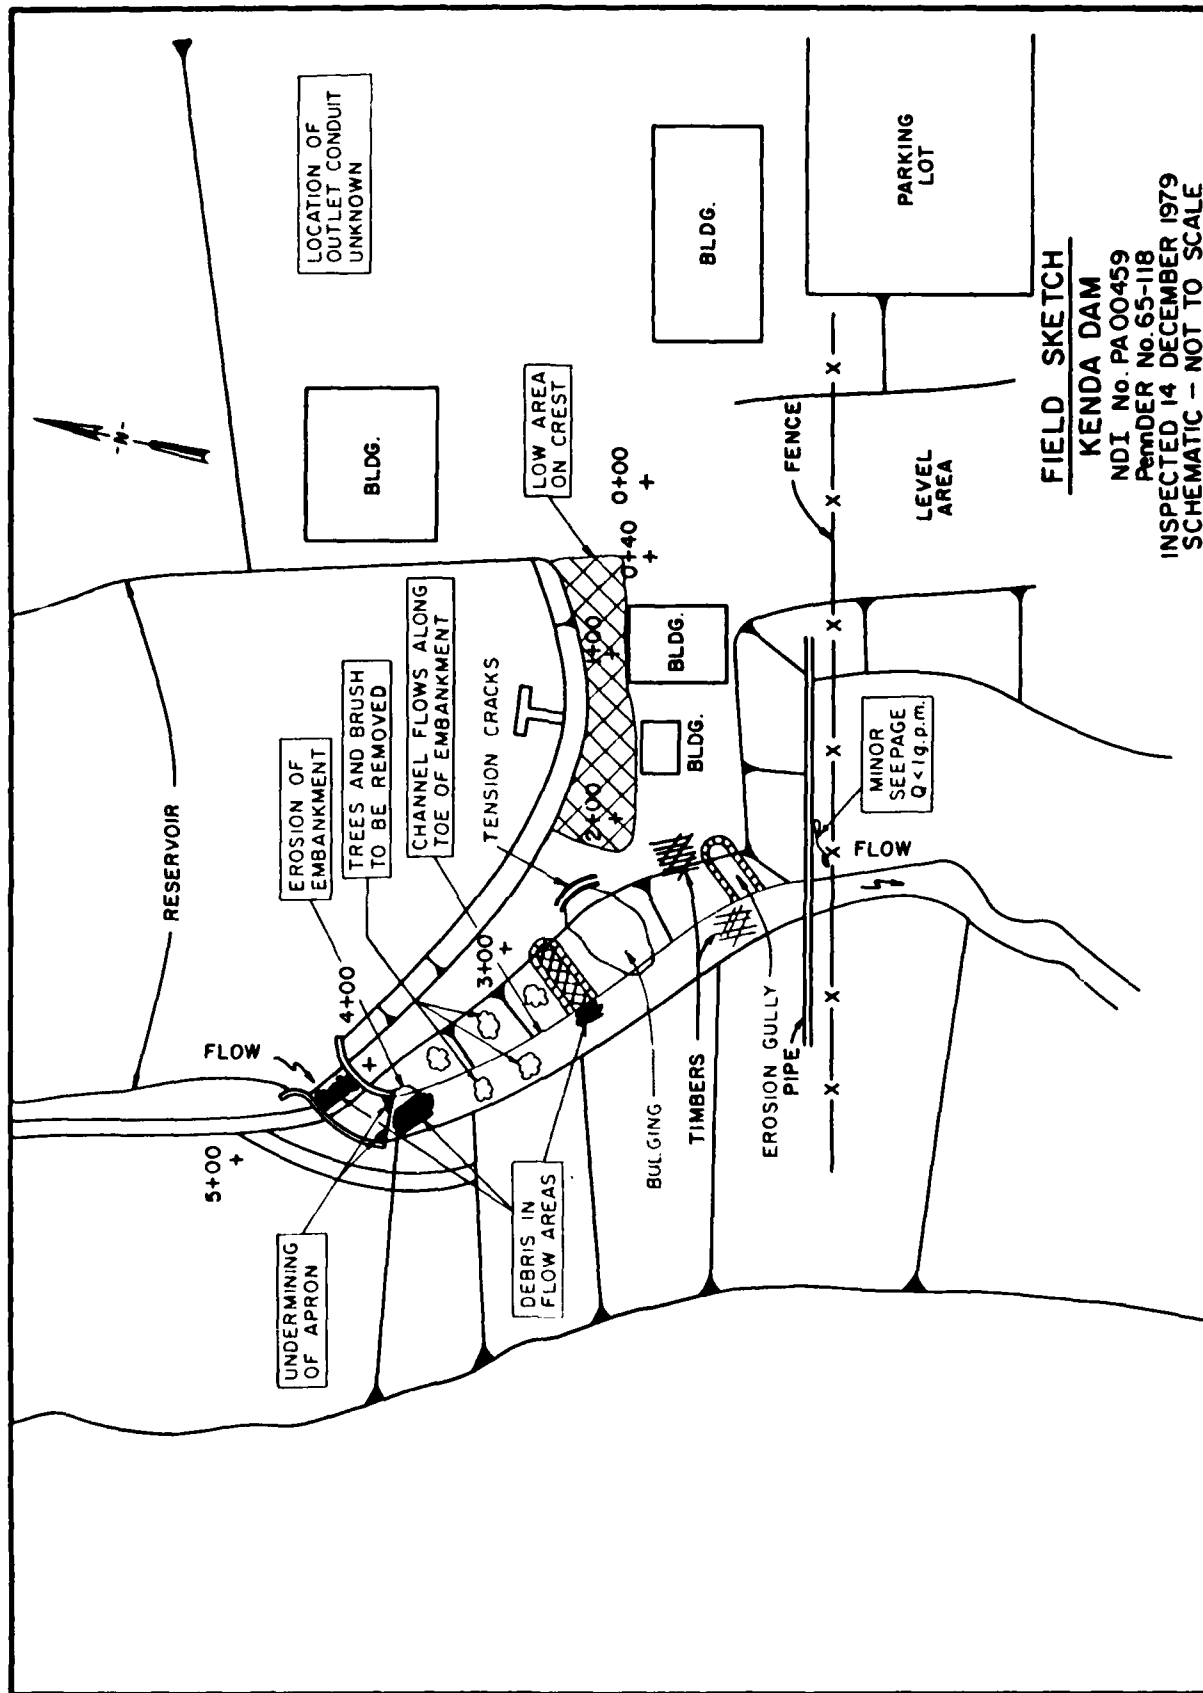 RESERVOIR
-N-
LOCATION OF
OUTLET CONDUIT
UNKNOWN
BLDG.
5+00
FLOW
EROSION OF
EMBANKMENT
4+00
TREES AND BRUSH
TO BE REMOVED
CHANNEL FLOWS ALONG
TOE OF EMBANKMENT
UNDERMINING
OF APRON
TENSION CRACKS
3+00
LOW AREA
ON CREST
2+00
1+00
0+40
0+00
DEBRIS IN
FLOW AREAS
BLDG.
BLDG.
BLDG.
BULGING
TIMBERS
EROSION GULLY
PIPE
FENCE
MINOR
SEEPAGE
Q<1g.p.m.
FLOW
LEVEL
AREA
PARKING
LOT
FIELD SKETCH
KENDA DAM
NDI No. PA00459
PennDER No. 65-118
INSPECTED 14 DECEMBER 1979
SCHEMATIC - NOT TO SCALE
X X X X X X X